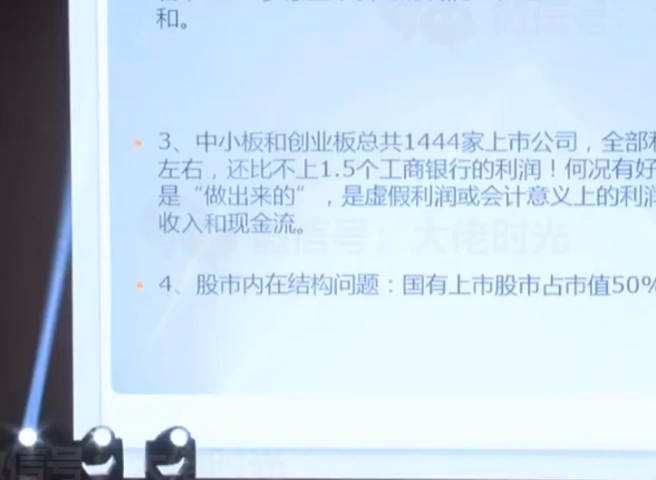 和。
3、中小板和创业板总共1444家上市公司，全部利
左右，还比不上1.5个工商银行的利润！何况有好
是“做出来的”，是虚假利润或会计意义上的利润
收入和现金流。
微信号：大佬时光
4、股市内在结构问题：国有上市股市占市值50%